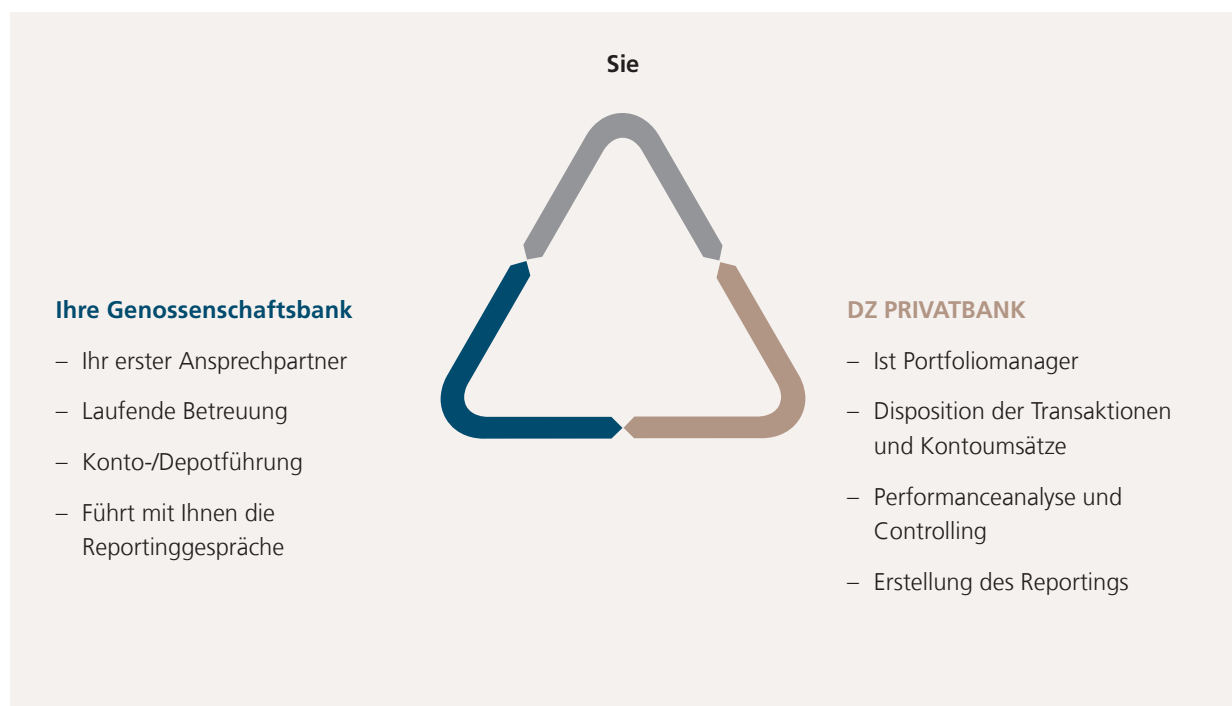 Sie
Ihre Genossenschaftsbank
– Ihr erster Ansprechpartner
– Laufende Betreuung
– Konto-/Depotführung
– Führt mit Ihnen die
Reportinggespräche
DZ PRIVATBANK
– Ist Portfoliomanager
– Disposition der Transaktionen
und Kontoumsätze
– Performanceanalyse und
Controlling
– Erstellung des Reportings